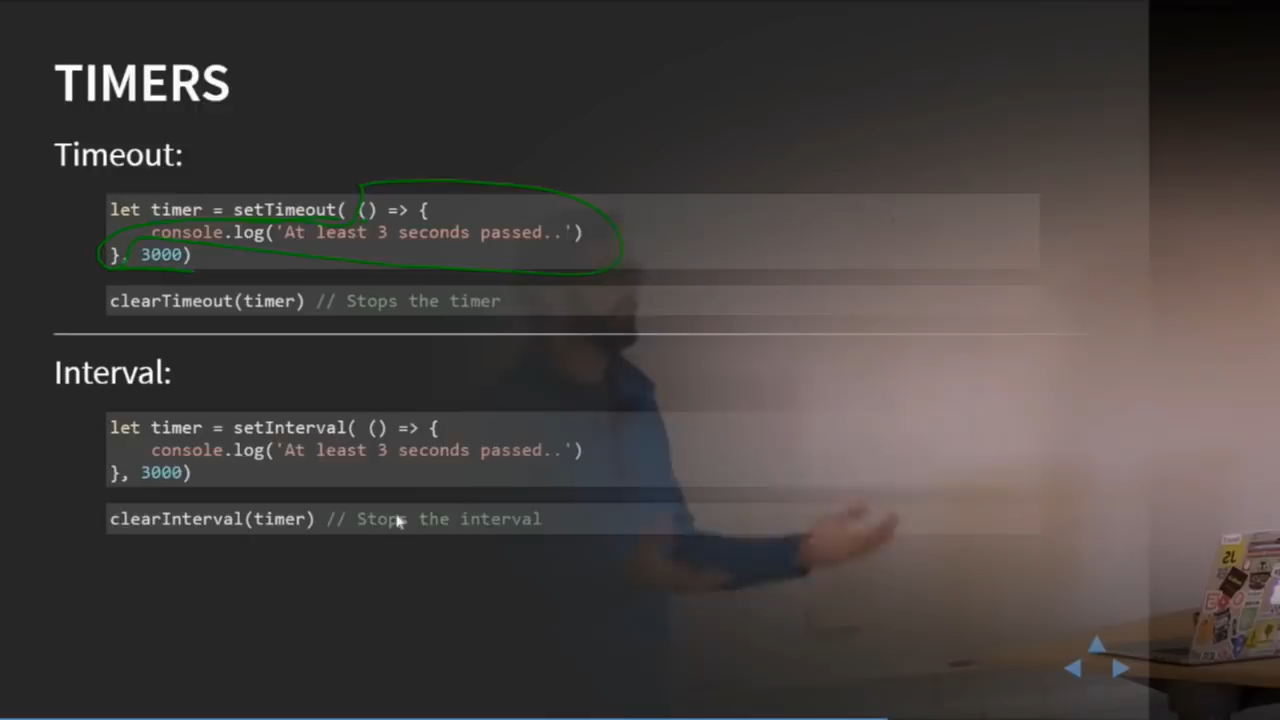 TIMERS
Timeout:
let timer = setTimeout( () => {
console.log('At least 3 seconds passed..')
}, 3000)
clearTimeout(timer) // Stops the timer
Interval:
let timer = setInterval( () => {
console.log('At least 3 seconds passed..')
}, 3000)
clearInterval(timer) // Stops the interval